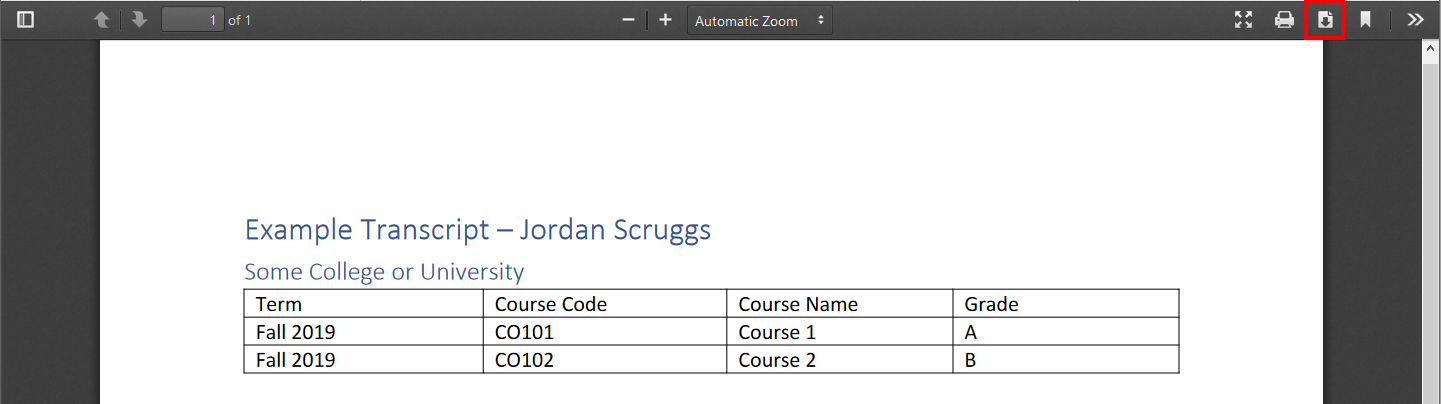 1 of 1 Automatic Zoom
Example Transcript – Jordan Scruggs
Some College or University
Term Course Code Course Name Grade
Fall 2019 CO101 Course 1 A
Fall 2019 CO102 Course 2 B